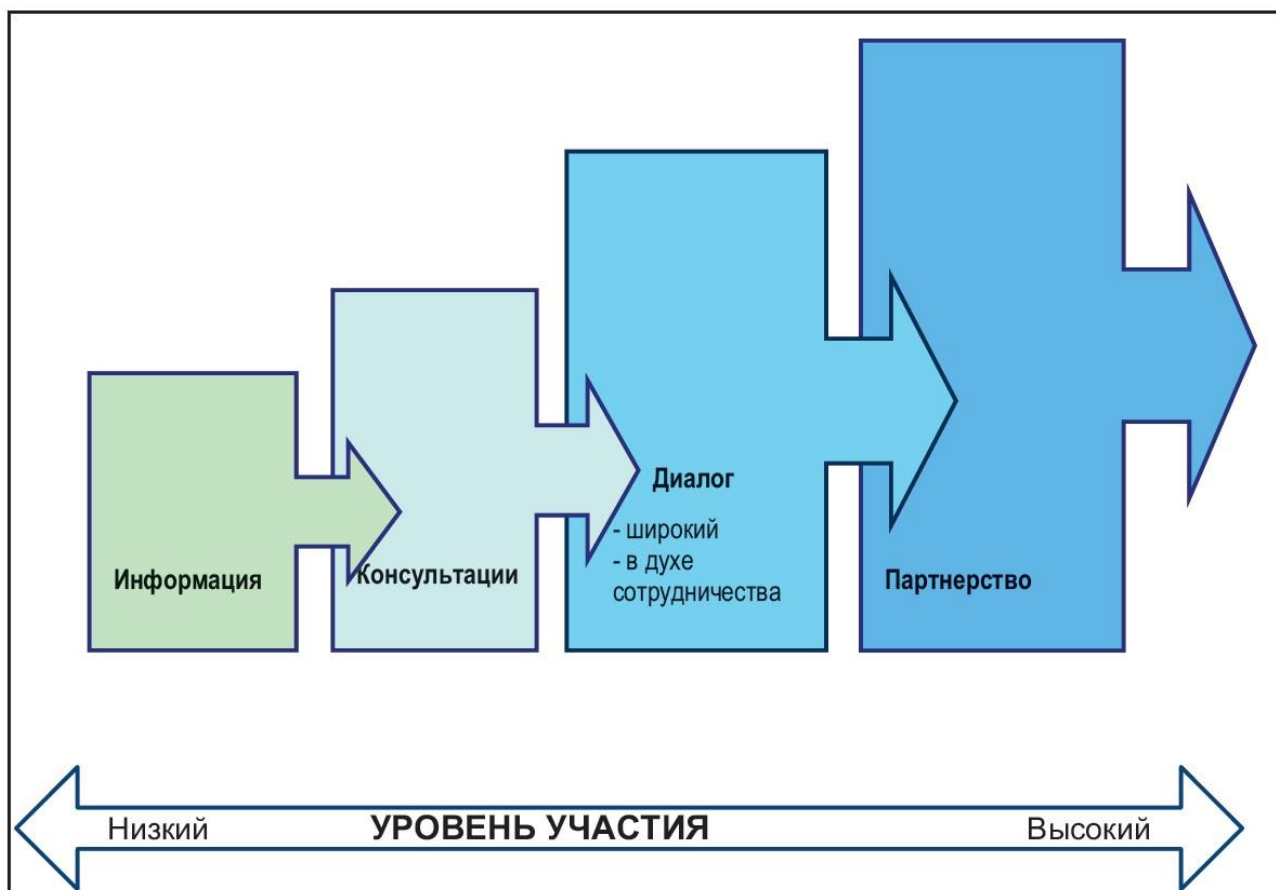 Информация
Консультации
Диалог
- широкий
- в духе
сотрудничества
Партнерство
Низкий
УРОВЕНЬ УЧАСТИЯ
Высокий